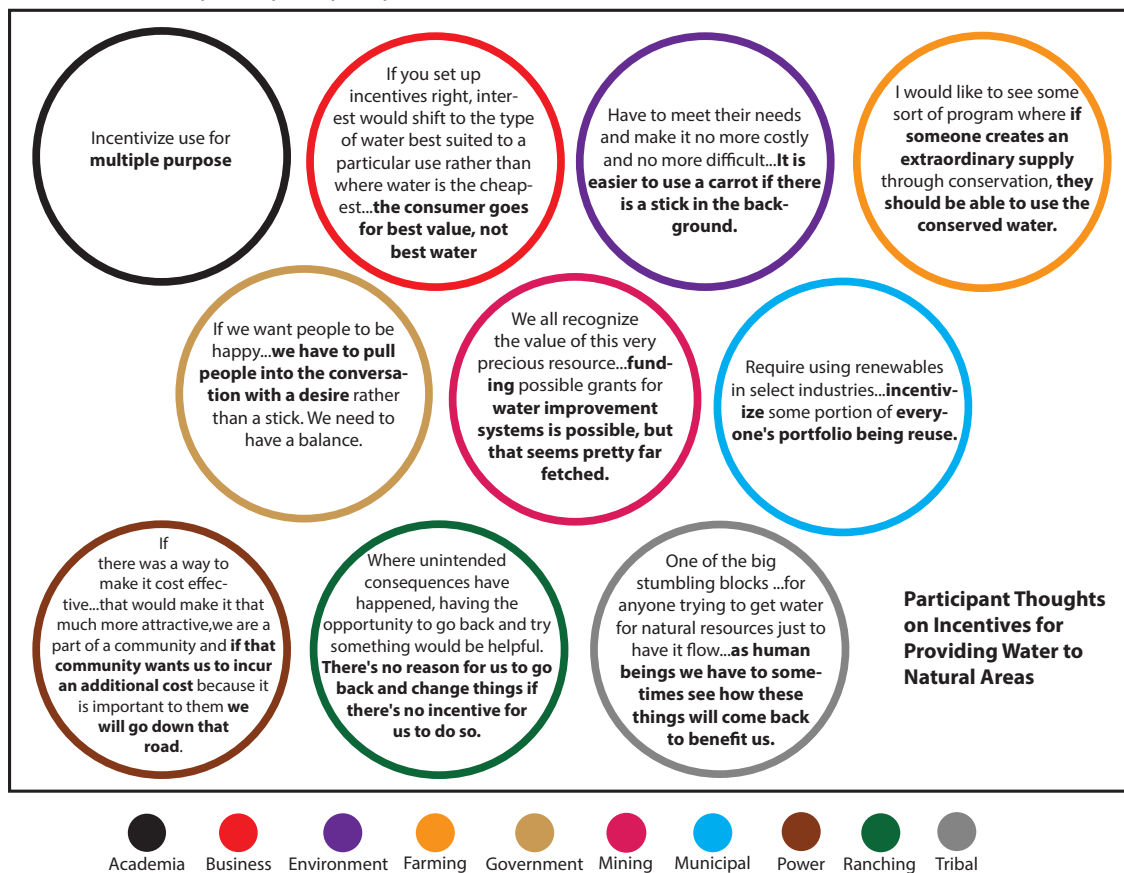 Incentivize use for
multiple purpose
If you set up
incentives right, inter-
est would shift to the type
of water best suited to a
particular use rather than
where water is the cheap-
est...the consumer goes
for best value, not
best water
Have to meet their needs
and make it no more costly
and no more difficult...It is
easier to use a carrot if there
is a stick in the back-
ground.
I would like to see some
sort of program where if
someone creates an
extraordinary supply
through conservation, they
should be able to use the
conserved water.
If we want people to be
happy...we have to pull
people into the conversa-
tion with a desire rather
than a stick. We need to
have a balance.
We all recognize
the value of this very
precious resource...fund-
ing possible grants for
water improvement
systems is possible, but
that seems pretty far
fetched.
Require using renewables
in select industries...incentiv-
ize some portion of every-
one's portfolio being reuse.
If
there was a way to
make it cost effec-
tive...that would make it that
much more attractive,we are a
part of a community and if that
community wants us to incur
an additional cost because it
is important to them we
will go down that
road.
Where unintended
consequences have
happened, having the
opportunity to go back and try
something would be helpful.
There's no reason for us to go
back and change things if
there's no incentive for
us to do so.
One of the big
stumbling blocks ...for
anyone trying to get water
for natural resources just to
have it flow...as human
beings we have to some-
times see how these
things will come back
to benefit us.
Participant Thoughts
on Incentives for
Providing Water to
Natural Areas
Academia Business Environment Farming Government Mining Municipal Power Ranching Tribal